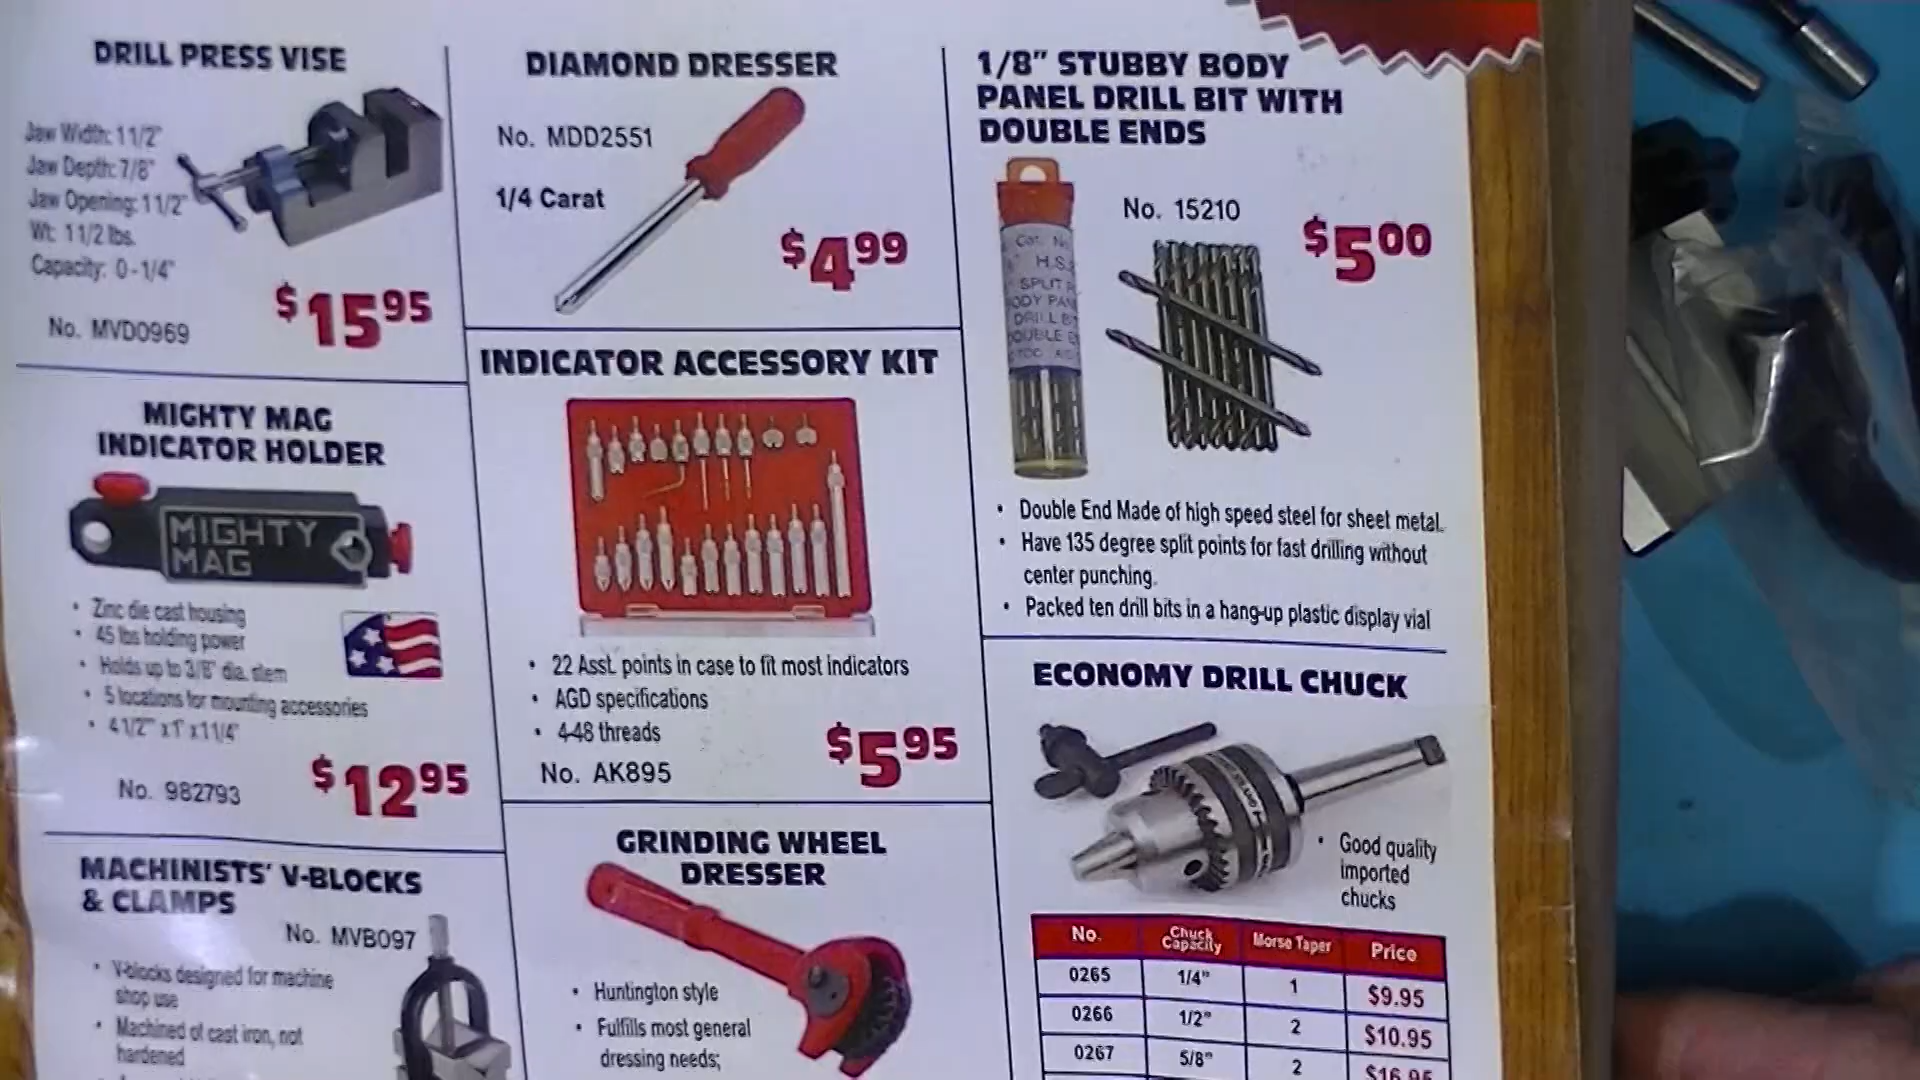 DRILL PRESS VISE
Jaw Width: 1 1/2"
Jaw Depth: 7/8"
Jaw Opening: 1 1/2"
Wt: 1 1/2 lbs.
Capacity: 0 - 1/4"
$15.95
No. MVD0969
MIGHTY MAG
INDICATOR HOLDER
MIGHTY
MAG
• Zinc die cast housing
• 45 lbs holding power
• Holds up to 3/8" dia. stem
• 5 locations for mounting accessories
• 4 1/2" x 1" x 1 1/4"
No. 982793
$12.95
MACHINISTS' V-BLOCKS
& CLAMPS
No. MVB097
• V-blocks designed for machine
shop use
• Machined of cast iron, not
hardened
DIAMOND DRESSER
No. MDD2551
1/4 Carat
$4.99
INDICATOR ACCESSORY KIT
• 22 Asst. points in case to fit most indicators
• AGD specifications
• 4-48 threads
No. AK895
$5.95
GRINDING WHEEL
DRESSER
• Huntington style
• Fulfills most general
dressing needs;
1/8" STUBBY BODY
PANEL DRILL BIT WITH
DOUBLE ENDS
No. 15210
$5.00
Cat. No
H.S.
SPLIT P
ODY PAN
DRILL B
OUBLE E
• Double End Made of high speed steel for sheet metal.
• Have 135 degree split points for fast drilling without
center punching.
• Packed ten drill bits in a hang-up plastic display vial
ECONOMY DRILL CHUCK
• Good quality
imported
chucks
No. Chuck Capacity Morse Taper Price
0265 1/4" 1 $9.95
0266 1/2" 2 $10.95
0267 5/8" 2 $16.95